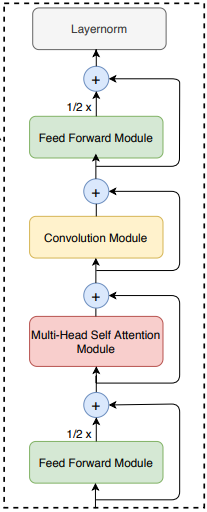 Layernorm
+
1/2 x
Feed Forward Module
+
Convolution Module
+
Multi-Head Self Attention
Module
+
1/2 x
Feed Forward Module